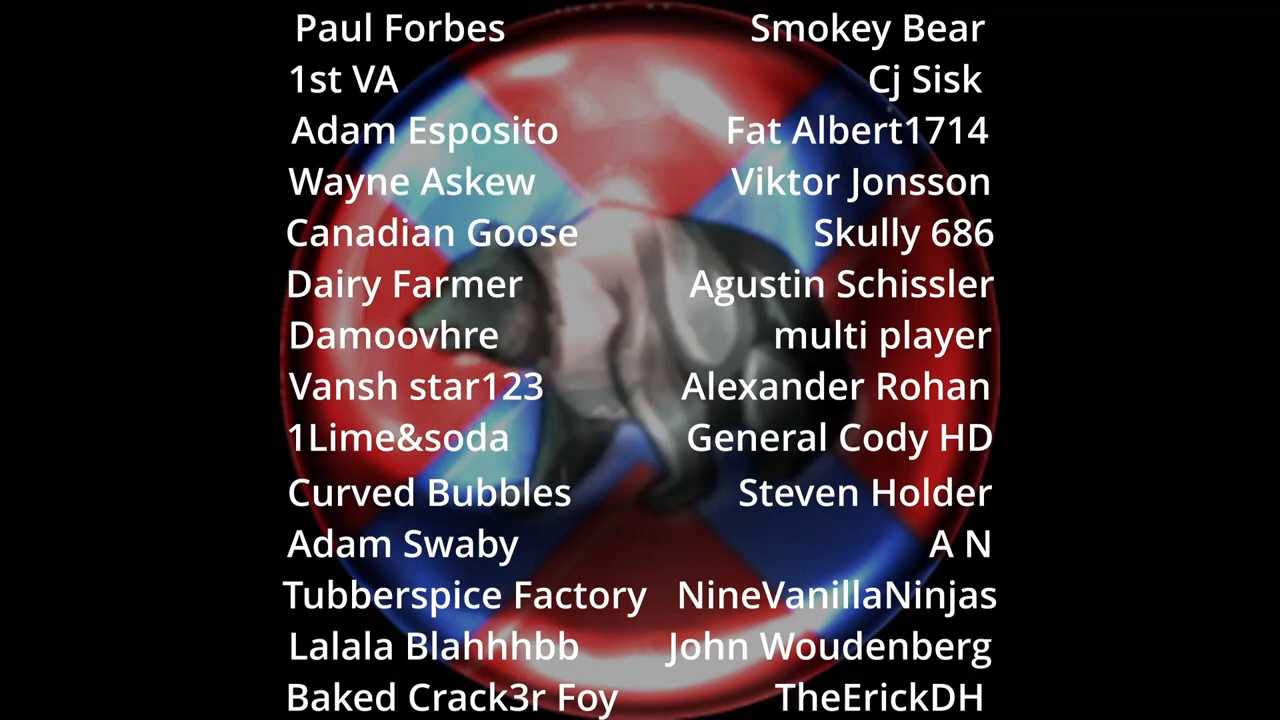 Paul Forbes Smokey Bear
1st VA Cj Sisk
Adam Esposito Fat Albert1714
Wayne Askew Viktor Jonsson
Canadian Goose Skully 686
Dairy Farmer Agustin Schissler
Damoovhre multi player
Vansh star123 Alexander Rohan
1Lime&soda General Cody HD
Curved Bubbles Steven Holder
Adam Swaby A N
Tubberspice Factory NineVanillaNinjas
Lalala Blahhhbb John Woudenberg
Baked Crack3r Foy TheErickDH